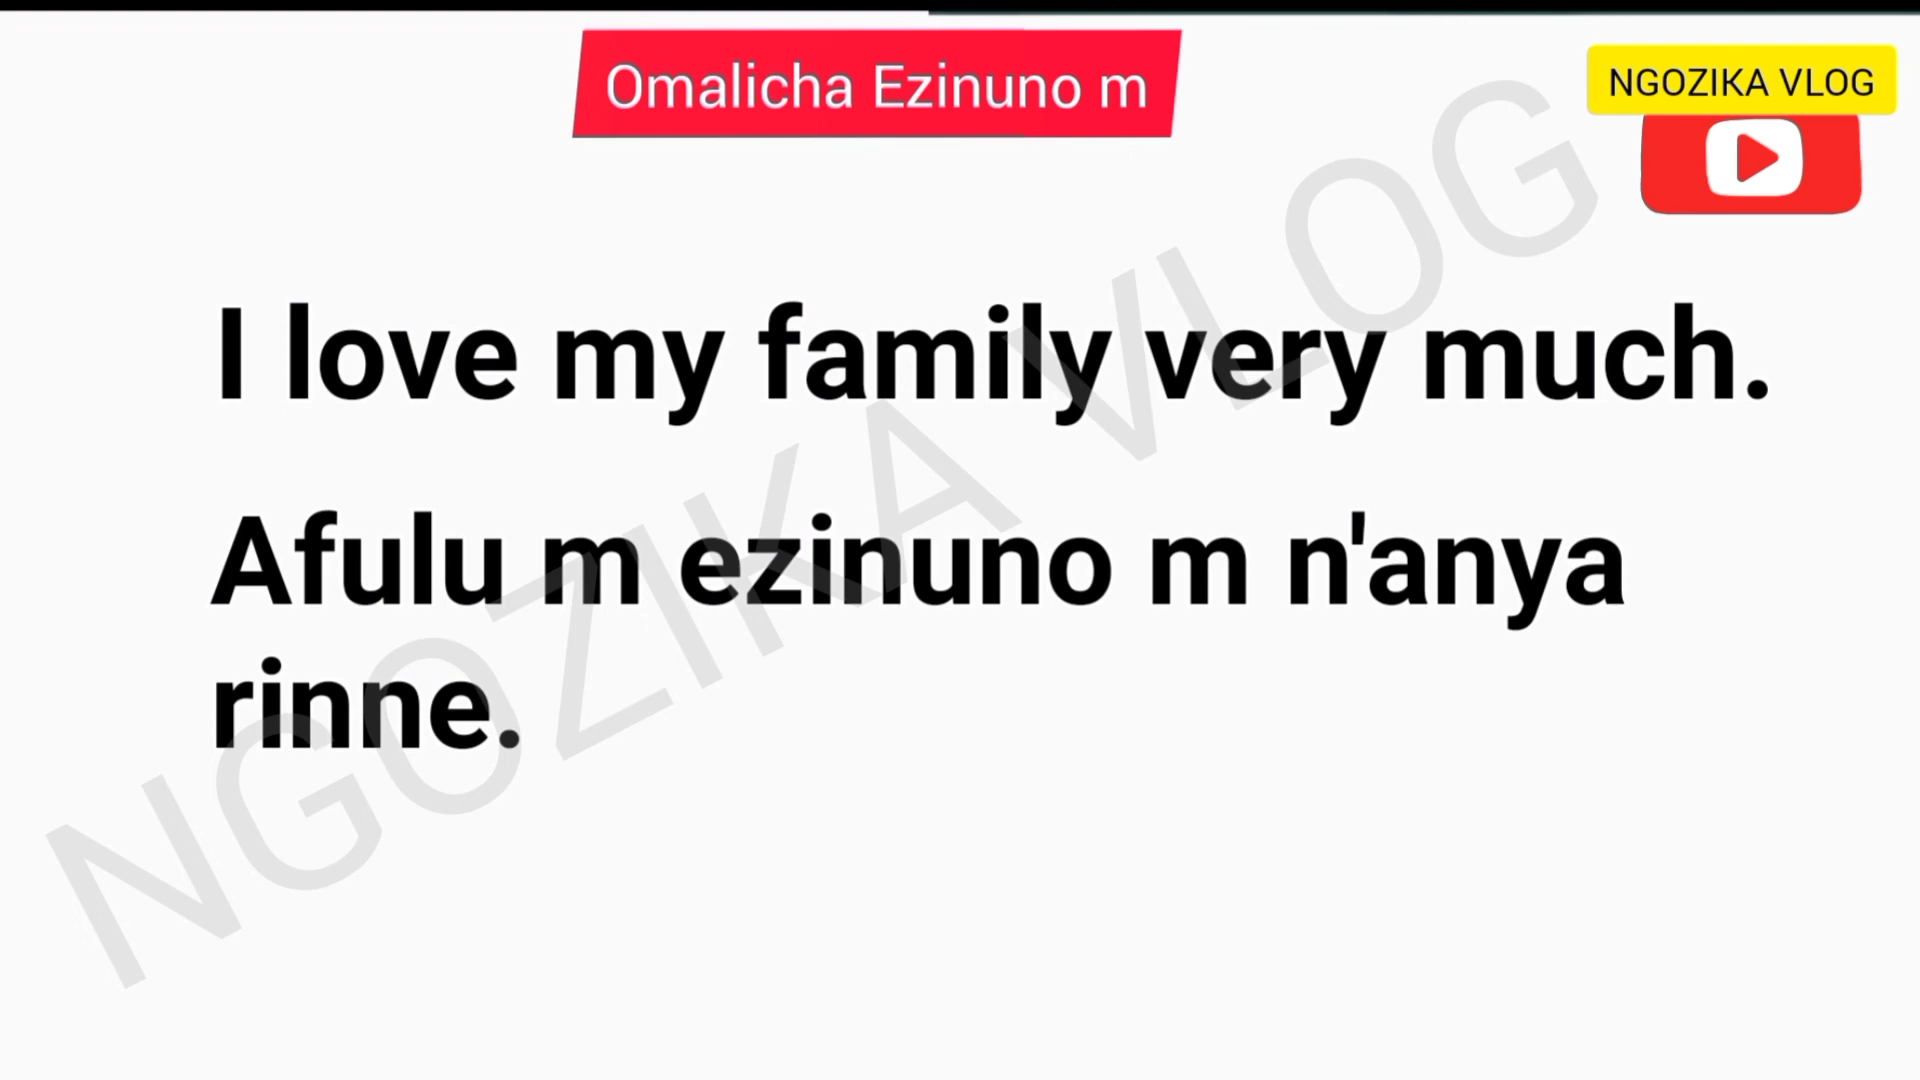 Omalicha Ezinuno m
NGOZIKA VLOG
I love my family very much.
Afulu m ezinuno m n'anya
rinne.
NGOZIKA VLOG